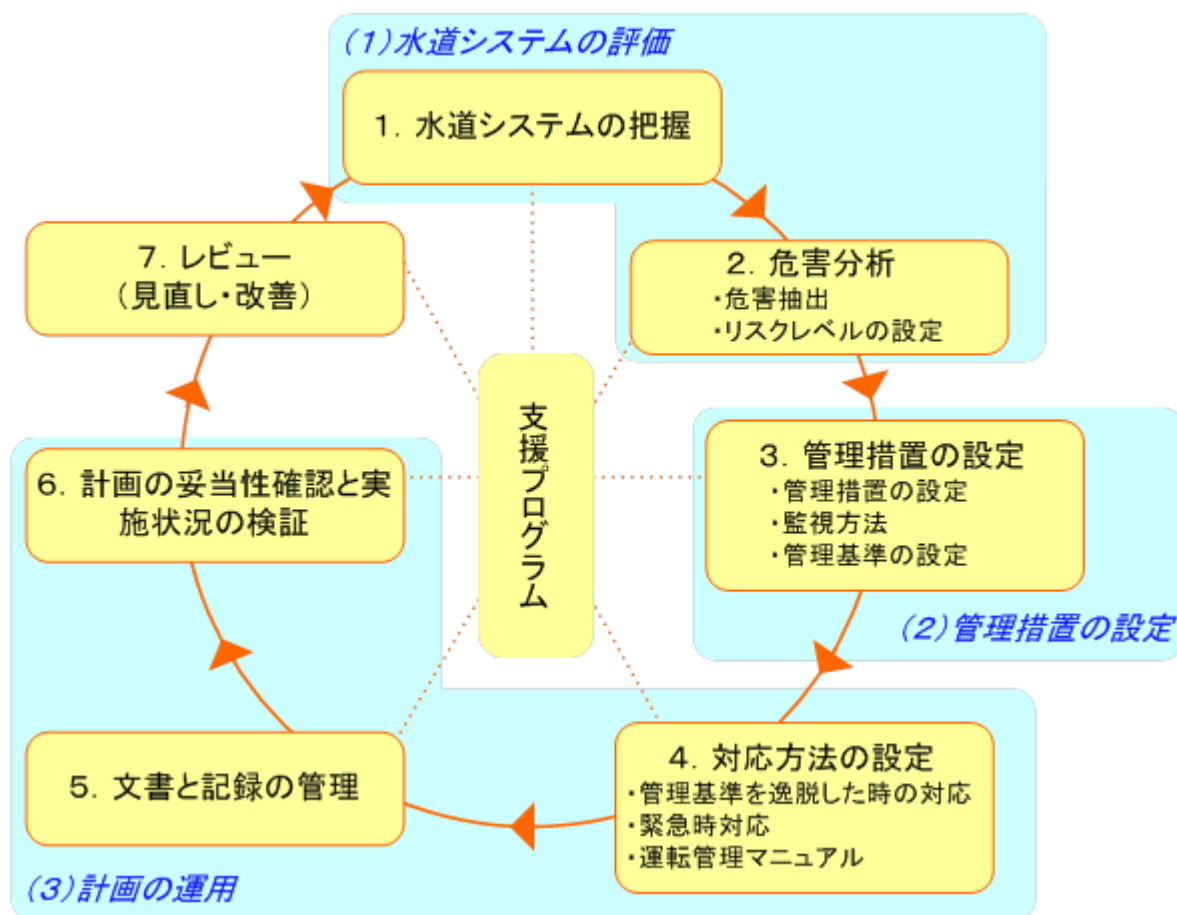 (1)水道システムの評価
1．水道システムの把握
2．危害分析
・危害抽出
・リスクレベルの設定
3．管理措置の設定
・管理措置の設定
・監視方法
・管理基準の設定
(2)管理措置の設定
4．対応方法の設定
・管理基準を逸脱した時の対応
・緊急時対応
・運転管理マニュアル
5．文書と記録の管理
(3)計画の運用
6．計画の妥当性確認と実
施状況の検証
7．レビュー
（見直し・改善）
支援プログラム